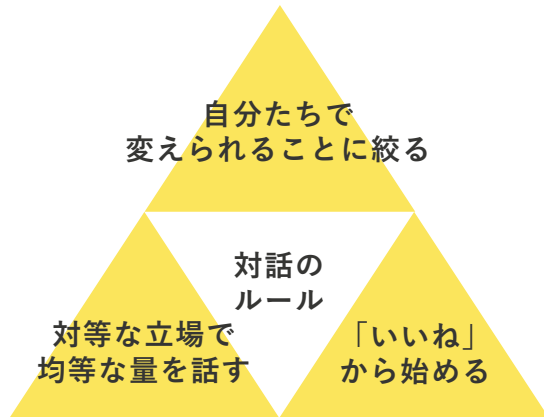 自分たちで
変えられることに絞る
対話の
ルール
対等な立場で
均等な量を話す
「いいね」
から始める